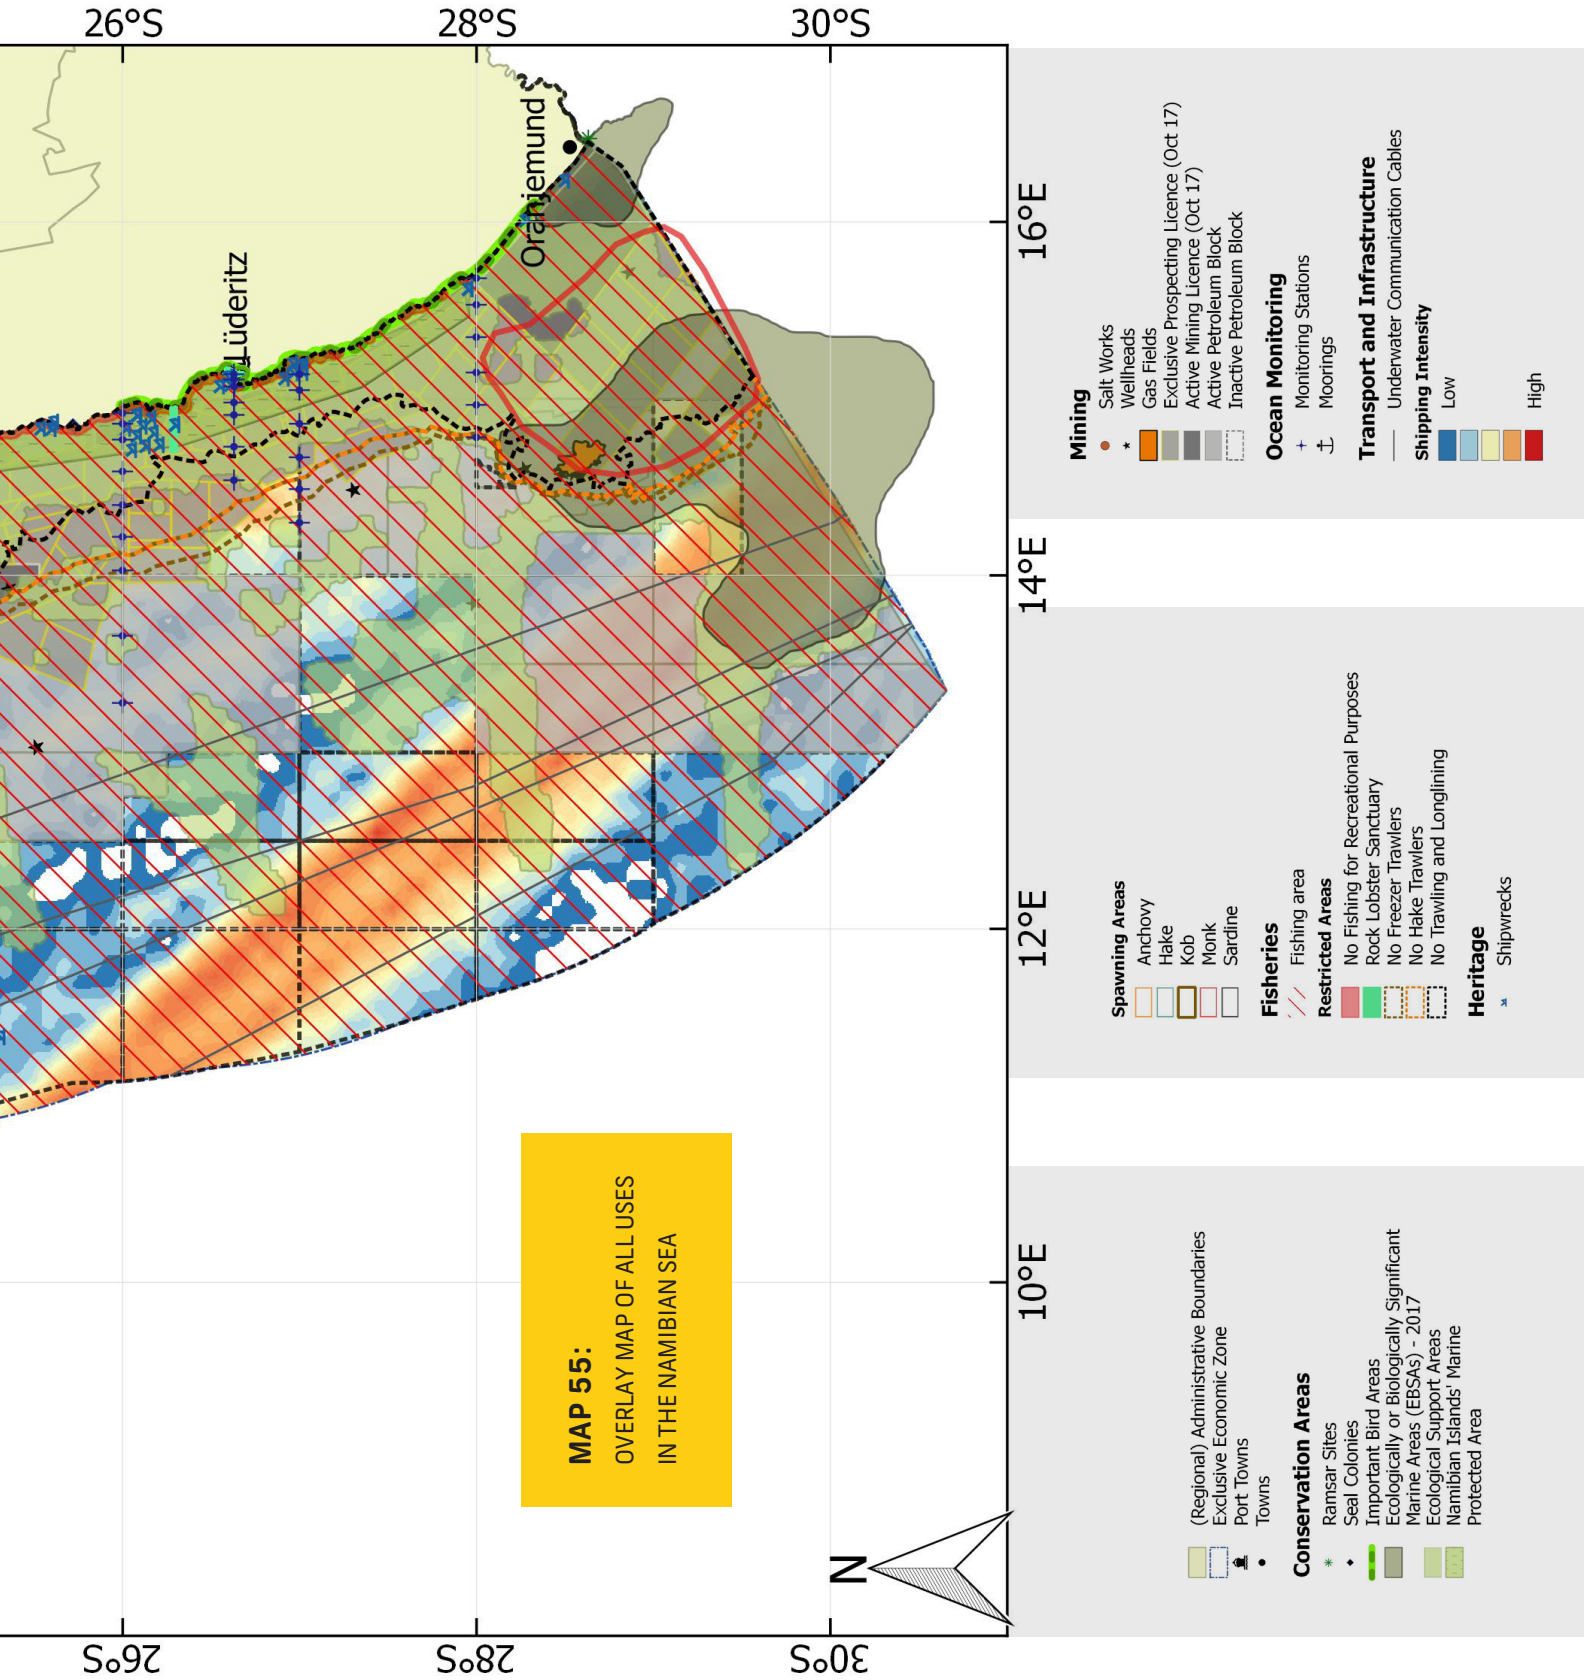 26°S
28°S
30°S
Lüderitz
Oranjemund
16°E
14°E
12°E
10°E
26°S
28°S
30°S
N
MAP 55:
OVERLAY MAP OF ALL USES
IN THE NAMIBIAN SEA
(Regional) Administrative Boundaries
Exclusive Economic Zone
Port Towns
Towns
Conservation Areas
Ramsar Sites
Seal Colonies
Important Bird Areas
Ecologically or Biologically Significant
Marine Areas (EBSAs) - 2017
Ecological Support Areas
Namibian Islands' Marine
Protected Area
Spawning Areas
Anchovy
Hake
Kob
Monk
Sardine
Fisheries
Fishing area
Restricted Areas
No Fishing for Recreational Purposes
Rock Lobster Sanctuary
No Freezer Trawlers
No Hake Trawlers
No Trawling and Longlining
Heritage
Shipwrecks
Mining
Salt Works
Wellheads
Gas Fields
Exclusive Prospecting Licence (Oct 17)
Active Mining Licence (Oct 17)
Active Petroleum Block
Inactive Petroleum Block
Ocean Monitoring
Monitoring Stations
Moorings
Transport and Infrastructure
Underwater Communication Cables
Shipping Intensity
Low
High